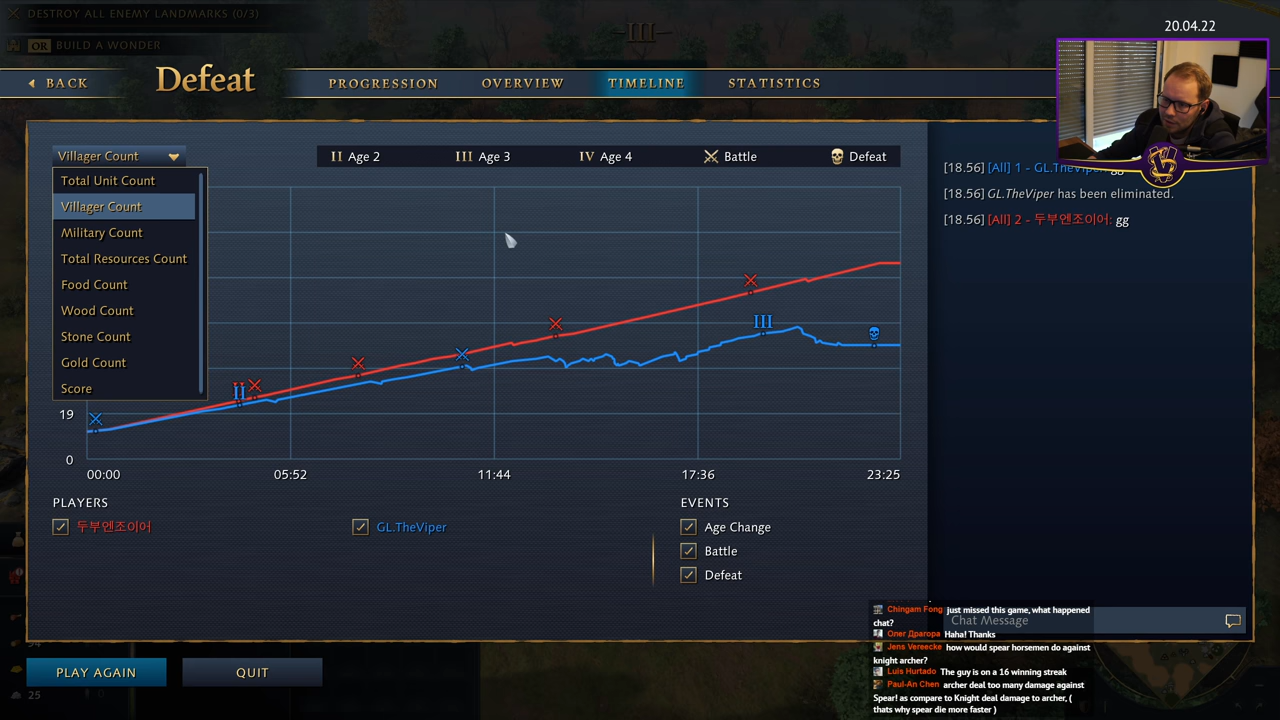 DESTROY ALL ENEMY LANDMARKS (0/3)
OR BUILD A WONDER
III
20.04.22
BACK
Defeat
PROGRESSION
OVERVIEW
TIMELINE
STATISTICS
Villager Count
II Age 2
III Age 3
IV Age 4
Battle
Defeat
Total Unit Count
Villager Count
Military Count
Total Resources Count
Food Count
Wood Count
Stone Count
Gold Count
Score
II
III
19
0
00:00
05:52
11:44
17:36
23:25
PLAYERS
두부엔조이어
GL.TheViper
EVENTS
Age Change
Battle
Defeat
[18.56] [All] 1 - GL.TheViper: gg
[18.56] GL.TheViper has been eliminated.
[18.56] [All] 2 - 두부엔조이어: gg
Chat Message
Chingam Fong: just missed this game, what happened
chat?
Олег Драгора Haha! Thanks
Jens Vereecke how would spear horsemen do against
knight archer?
Luis Hurtado The guy is on a 16 winning streak
Paul-An Chen archer deal too many damage against
Spear! as compare to Knight deal damage to archer, (
thats why spear die more faster )
PLAY AGAIN
QUIT
25